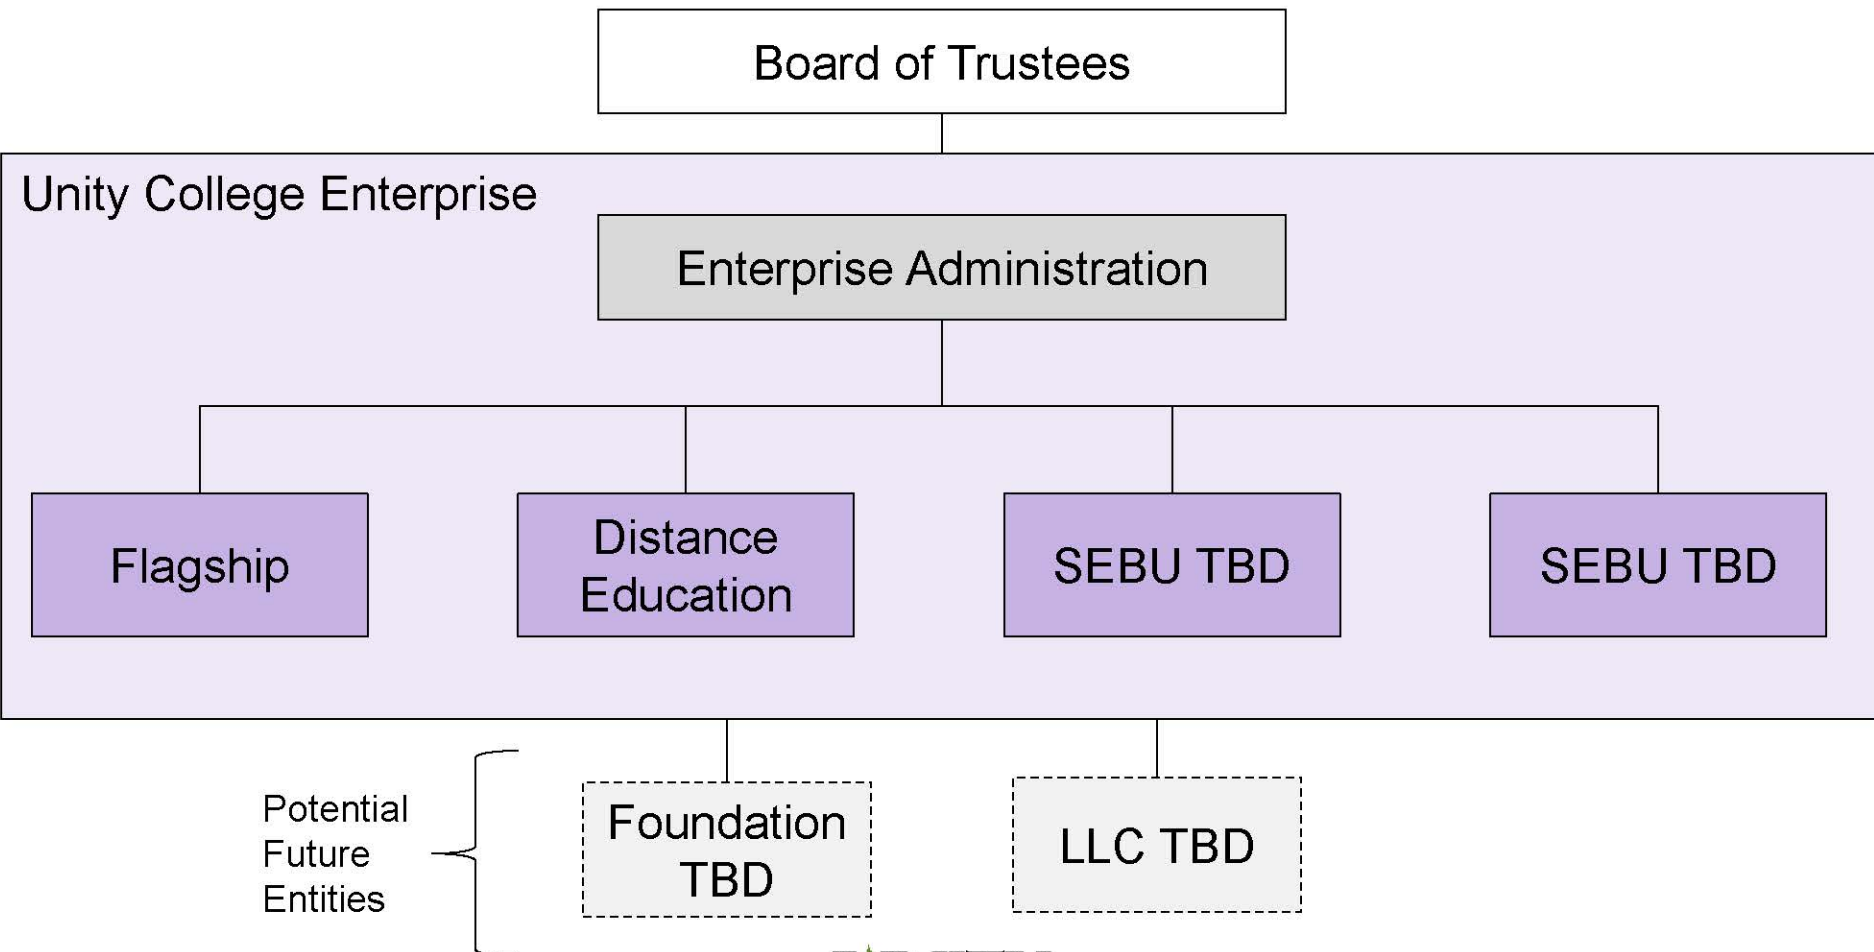 Board of Trustees
Unity College Enterprise
Enterprise Administration
Flagship
Distance
Education
SEBU TBD
SEBU TBD
Potential
Future
Entities
Foundation
TBD
LLC TBD